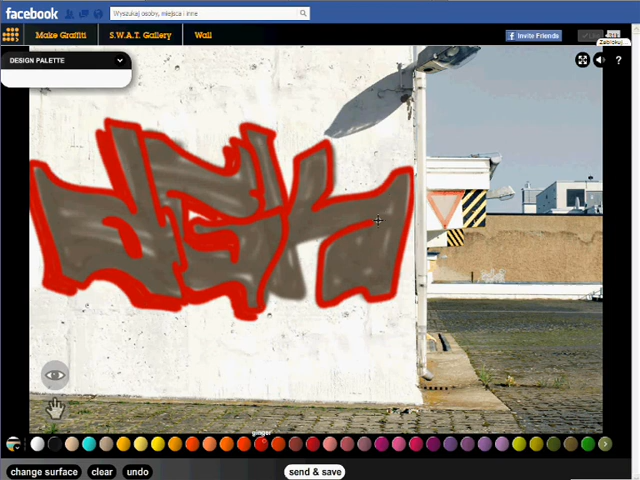 facebook
Wyszukaj osoby, miejsca i inne
Make Graffiti
S.W.A.T. Gallery
Wall
Invite Friends
Zablokuj...
DESIGN PALETTE
?
ginger
change surface
clear
undo
send & save